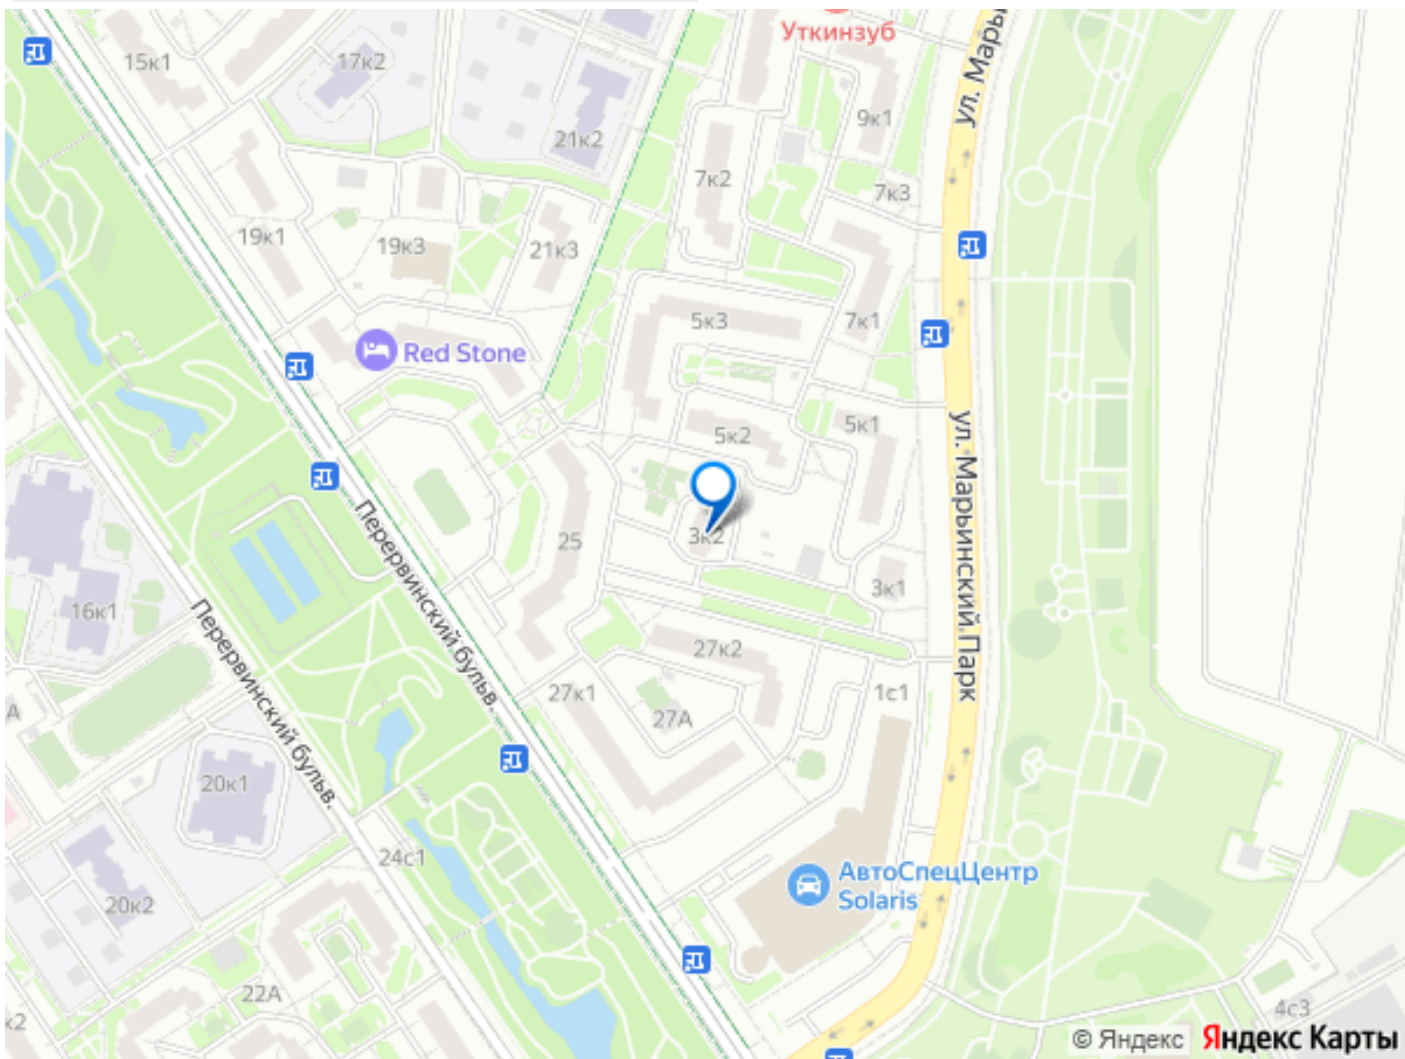 Уткинзуб
15к1
17к2
ул. Марь
9к1
21к2
7к2
7к3
19к1
19к3
21к3
5к3
7к1
Red Stone
5к1
5к2
ул. Марьинский Парк
Перервинский бульв.
25
3к2
3к1
16к1
Перервинский бульв.
27к2
27к1
1с1
27А
А
20к1
24с1
АвтоСпецЦентр
Solaris
20к2
22А
4с3
к2
© Яндекс
Яндекс Карты